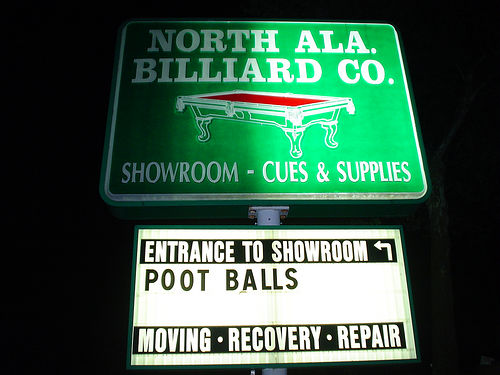 NORTH ALA.
BILLIARD CO.
SHOWROOM - CUES & SUPPLIES
ENTRANCE TO SHOWROOM ↰
POOT BALLS
MOVING · RECOVERY · REPAIR